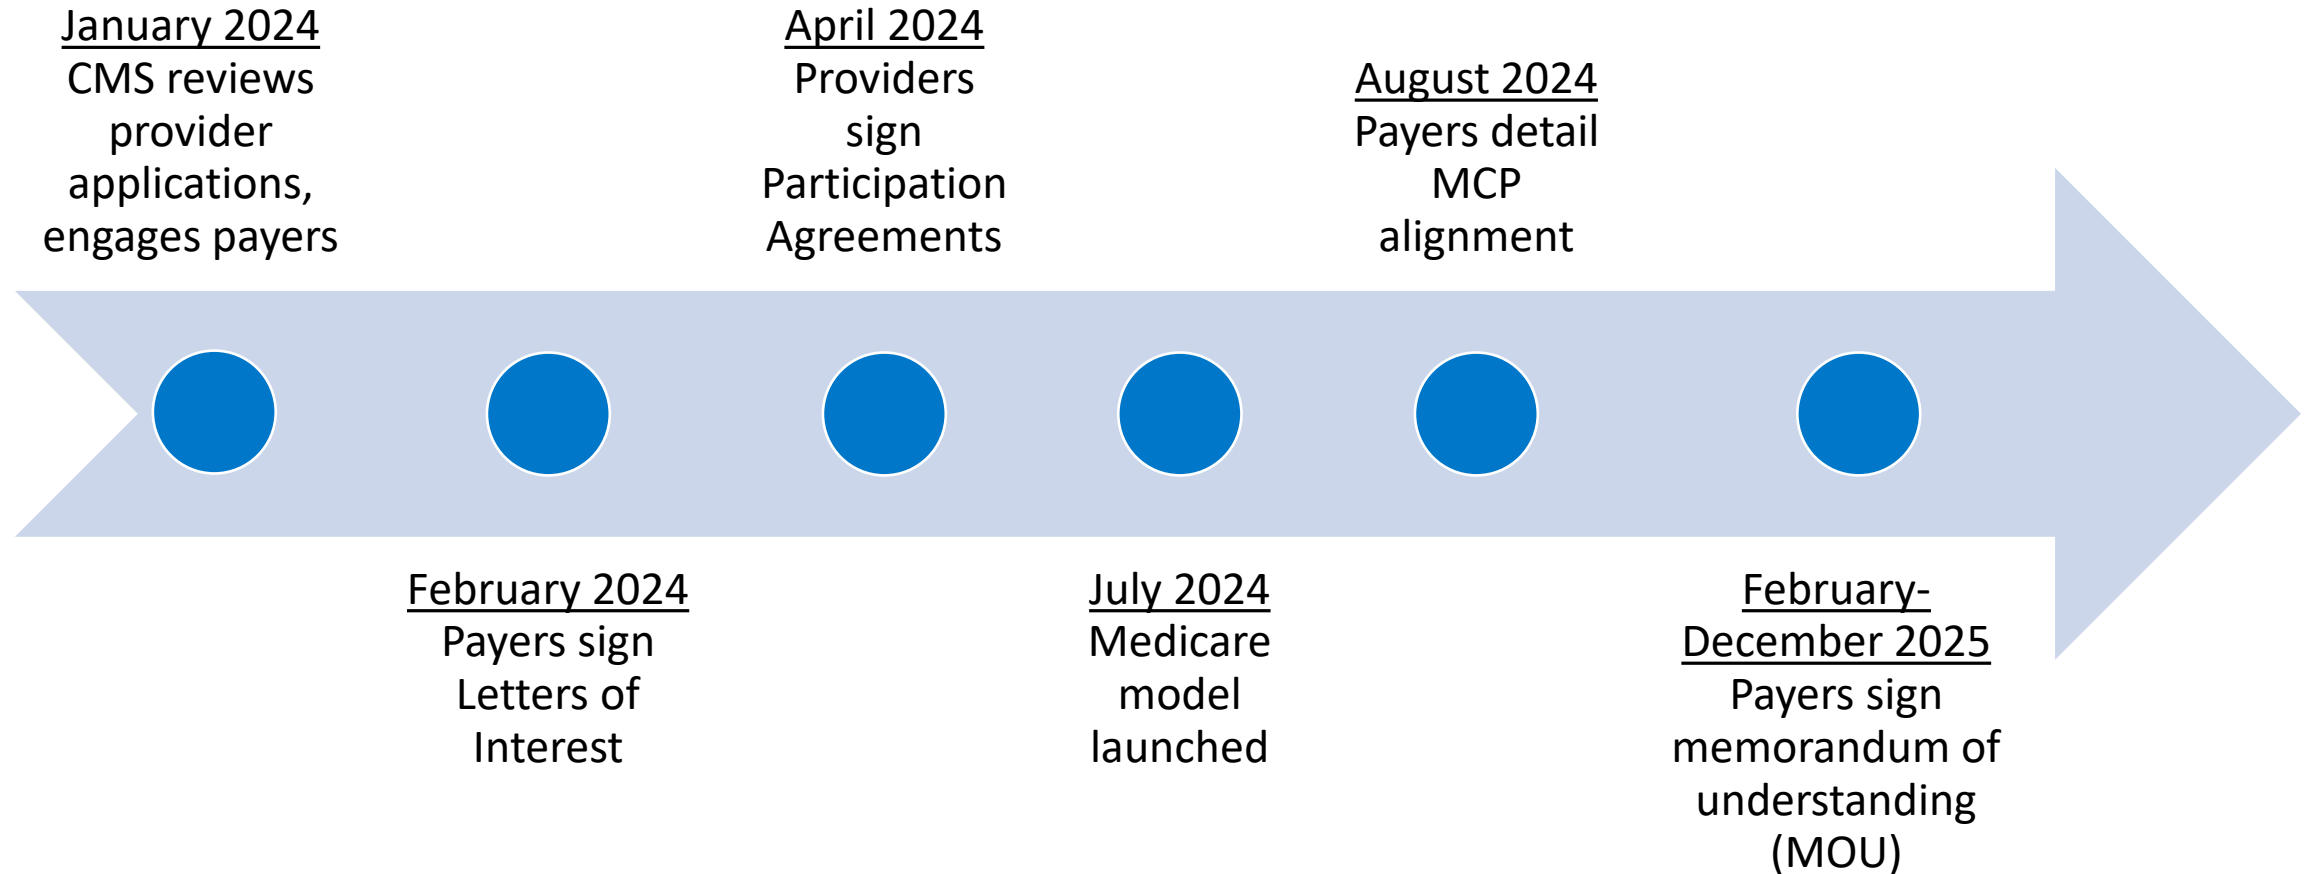 January 2024
CMS reviews
provider
applications,
engages payers
February 2024
Payers sign
Letters of
Interest
April 2024
Providers
sign
Participation
Agreements
July 2024
Medicare
model
launched
August 2024
Payers detail
MCP
alignment
February-
December 2025
Payers sign
memorandum of
understanding
(MOU)